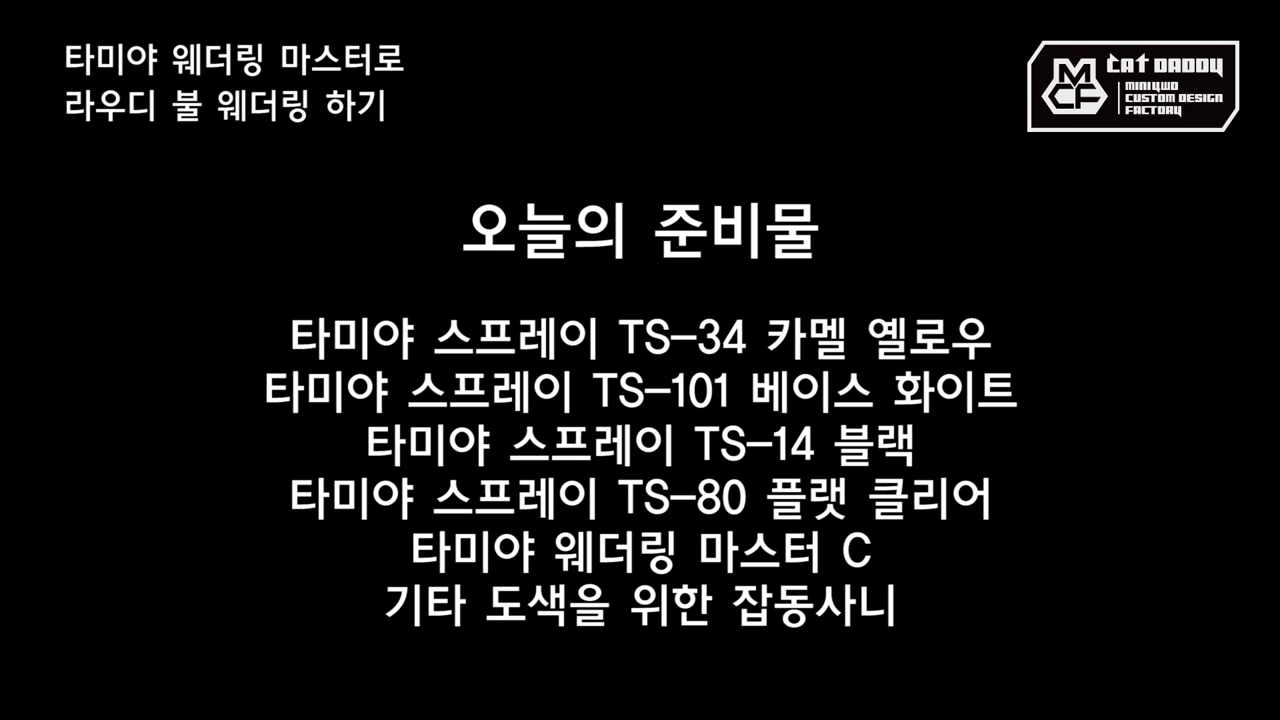 타미야 웨더링 마스터로
라우디 불 웨더링 하기
MCF
CAT DADDY
MINI4WD
CUSTOM DESIGN
FACTORY
오늘의 준비물
타미야 스프레이 TS-34 카멜 옐로우
타미야 스프레이 TS-101 베이스 화이트
타미야 스프레이 TS-14 블랙
타미야 스프레이 TS-80 플랫 클리어
타미야 웨더링 마스터 C
기타 도색을 위한 잡동사니